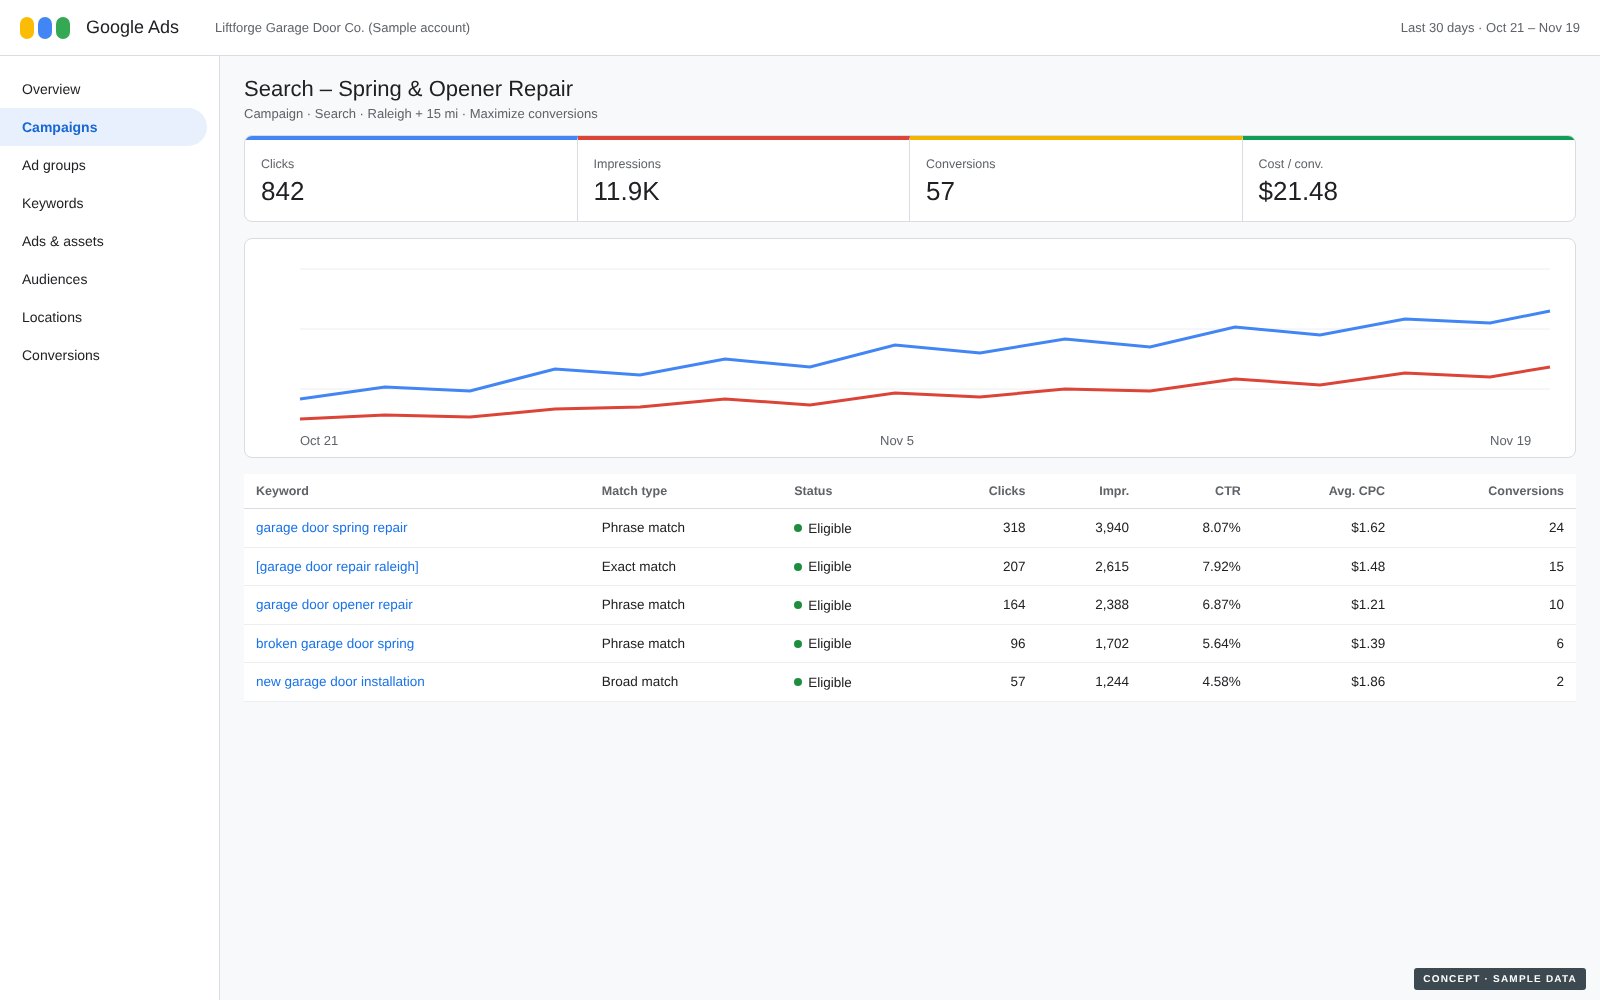 Google Ads
Liftforge Garage Door Co. (Sample account)
Last 30 days · Oct 21 – Nov 19
Overview
Campaigns
Ad groups
Keywords
Ads & assets
Audiences
Locations
Conversions
Search – Spring & Opener Repair
Campaign · Search · Raleigh + 15 mi · Maximize conversions
Clicks
842
Impressions
11.9K
Conversions
57
Cost / conv.
$21.48
Oct 21 Nov 5 Nov 19
Keyword Match type Status Clicks Impr. CTR Avg. CPC Conversions
garage door spring repair Phrase match Eligible 318 3,940 8.07% $1.62 24
[garage door repair raleigh] Exact match Eligible 207 2,615 7.92% $1.48 15
garage door opener repair Phrase match Eligible 164 2,388 6.87% $1.21 10
broken garage door spring Phrase match Eligible 96 1,702 5.64% $1.39 6
new garage door installation Broad match Eligible 57 1,244 4.58% $1.86 2
CONCEPT · SAMPLE DATA